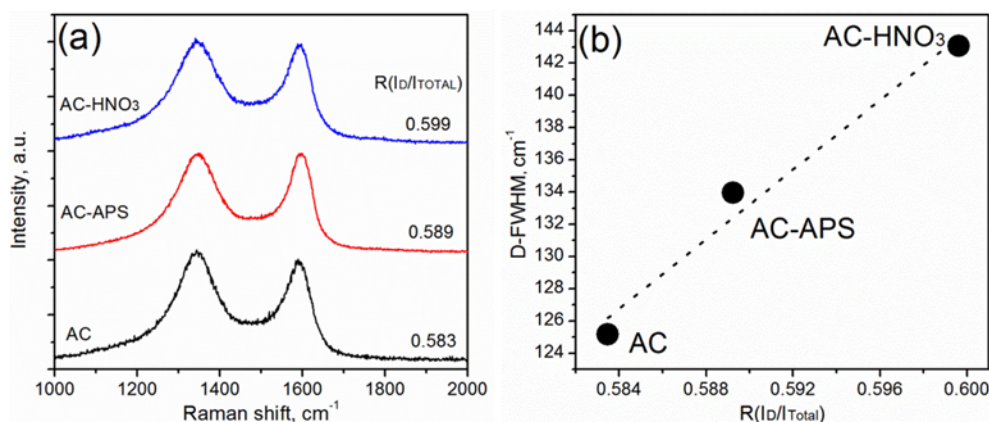 (a)
R(ID/ITOTAL)
AC-HNO3
0.599
AC-APS
0.589
AC
0.583
Intensity, a.u.
1000 1200 1400 1600 1800 2000
Raman shift, cm-1
(b)
144
142
140
138
136
134
132
130
128
126
124
D-FWHM, cm-1
AC-HNO3
AC-APS
AC
0.584 0.588 0.592 0.596 0.600
R(ID/ITotal)